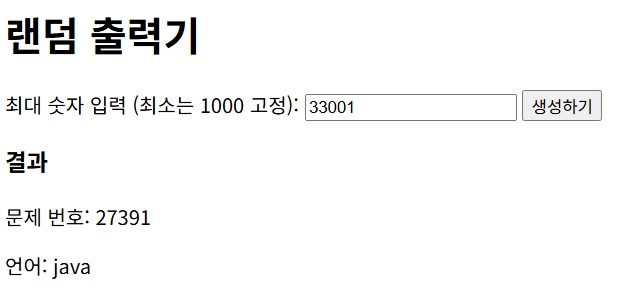 랜덤 출력기
최대 숫자 입력 (최소는 1000 고정): 33001 생성하기
결과
문제 번호: 27391
언어: java